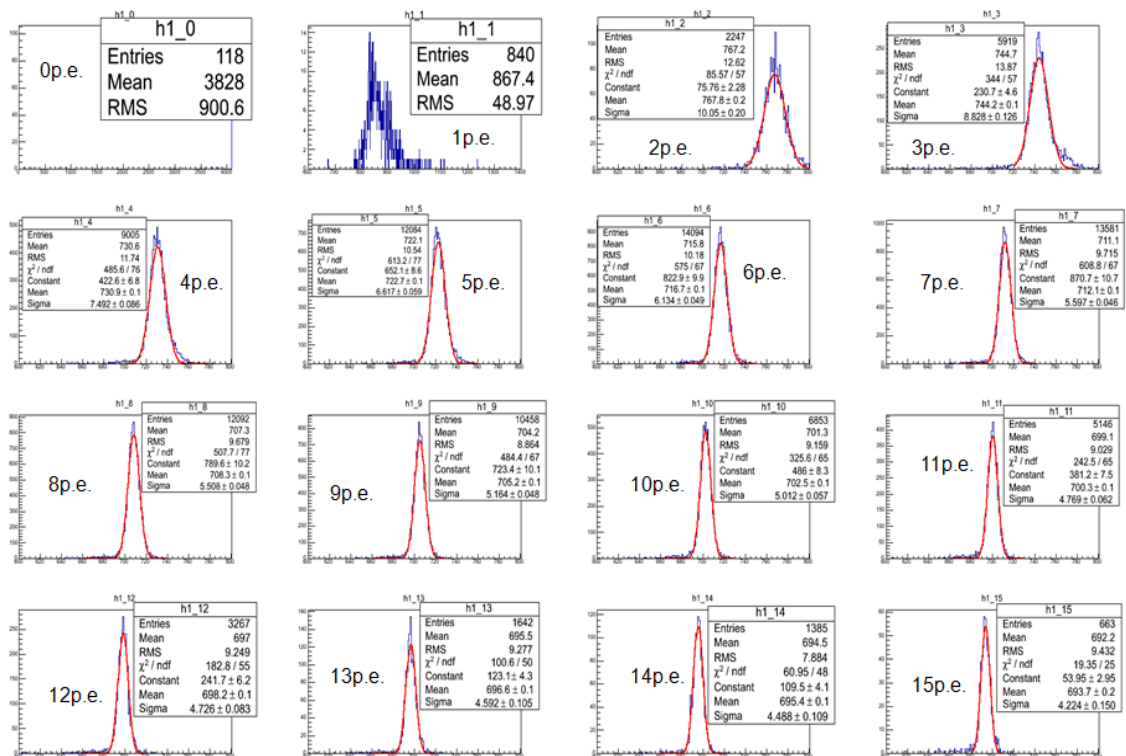 h1_0
h1_0
Entries 118
Mean 3828
RMS 900.6
0p.e.
h1_1
h1_1
Entries 840
Mean 867.4
RMS 48.97
1p.e.
h1_2
h1_2
Entries 2247
Mean 767.2
RMS 12.62
χ² / ndf 85.57 / 57
Constant 75.76 ± 2.28
Mean 767.8 ± 0.2
Sigma 10.05 ± 0.20
2p.e.
h1_3
h1_3
Entries 5919
Mean 744.7
RMS 13.87
χ² / ndf 344 / 57
Constant 230.7 ± 4.6
Mean 744.2 ± 0.1
Sigma 8.828 ± 0.126
3p.e.
h1_4
h1_4
Entries 9005
Mean 730.6
RMS 11.74
χ² / ndf 485.6 / 76
Constant 422.6 ± 6.8
Mean 730.9 ± 0.1
Sigma 7.492 ± 0.086
4p.e.
h1_5
h1_5
Entries 12084
Mean 722.1
RMS 10.54
χ² / ndf 613.2 / 77
Constant 652.1 ± 8.6
Mean 722.7 ± 0.1
Sigma 6.617 ± 0.059
5p.e.
h1_6
h1_6
Entries 14094
Mean 715.8
RMS 10.18
χ² / ndf 575 / 67
Constant 822.9 ± 9.9
Mean 716.7 ± 0.1
Sigma 6.134 ± 0.049
6p.e.
h1_7
h1_7
Entries 13581
Mean 711.1
RMS 9.715
χ² / ndf 608.8 / 67
Constant 870.7 ± 10.7
Mean 712.1 ± 0.1
Sigma 5.597 ± 0.046
7p.e.
h1_8
h1_8
Entries 12092
Mean 707.3
RMS 9.679
χ² / ndf 507.7 / 77
Constant 789.6 ± 10.2
Mean 708.3 ± 0.1
Sigma 5.508 ± 0.048
8p.e.
h1_9
h1_9
Entries 10458
Mean 704.2
RMS 8.864
χ² / ndf 484.4 / 67
Constant 723.4 ± 10.1
Mean 705.2 ± 0.1
Sigma 5.164 ± 0.048
9p.e.
h1_10
h1_10
Entries 6853
Mean 701.3
RMS 9.159
χ² / ndf 325.6 / 65
Constant 486 ± 8.3
Mean 702.5 ± 0.1
Sigma 5.012 ± 0.057
10p.e.
h1_11
h1_11
Entries 5146
Mean 699.1
RMS 9.029
χ² / ndf 242.5 / 65
Constant 381.2 ± 7.5
Mean 700.3 ± 0.1
Sigma 4.769 ± 0.062
11p.e.
h1_12
h1_12
Entries 3267
Mean 697
RMS 9.249
χ² / ndf 182.8 / 55
Constant 241.7 ± 6.2
Mean 698.2 ± 0.1
Sigma 4.726 ± 0.083
12p.e.
h1_13
h1_13
Entries 1642
Mean 695.5
RMS 9.277
χ² / ndf 100.6 / 50
Constant 123.1 ± 4.3
Mean 696.6 ± 0.1
Sigma 4.592 ± 0.105
13p.e.
h1_14
h1_14
Entries 1385
Mean 694.5
RMS 7.884
χ² / ndf 60.95 / 48
Constant 109.5 ± 4.1
Mean 695.4 ± 0.1
Sigma 4.488 ± 0.109
14p.e.
h1_15
h1_15
Entries 663
Mean 692.2
RMS 9.432
χ² / ndf 19.35 / 25
Constant 53.95 ± 2.95
Mean 693.7 ± 0.2
Sigma 4.224 ± 0.150
15p.e.